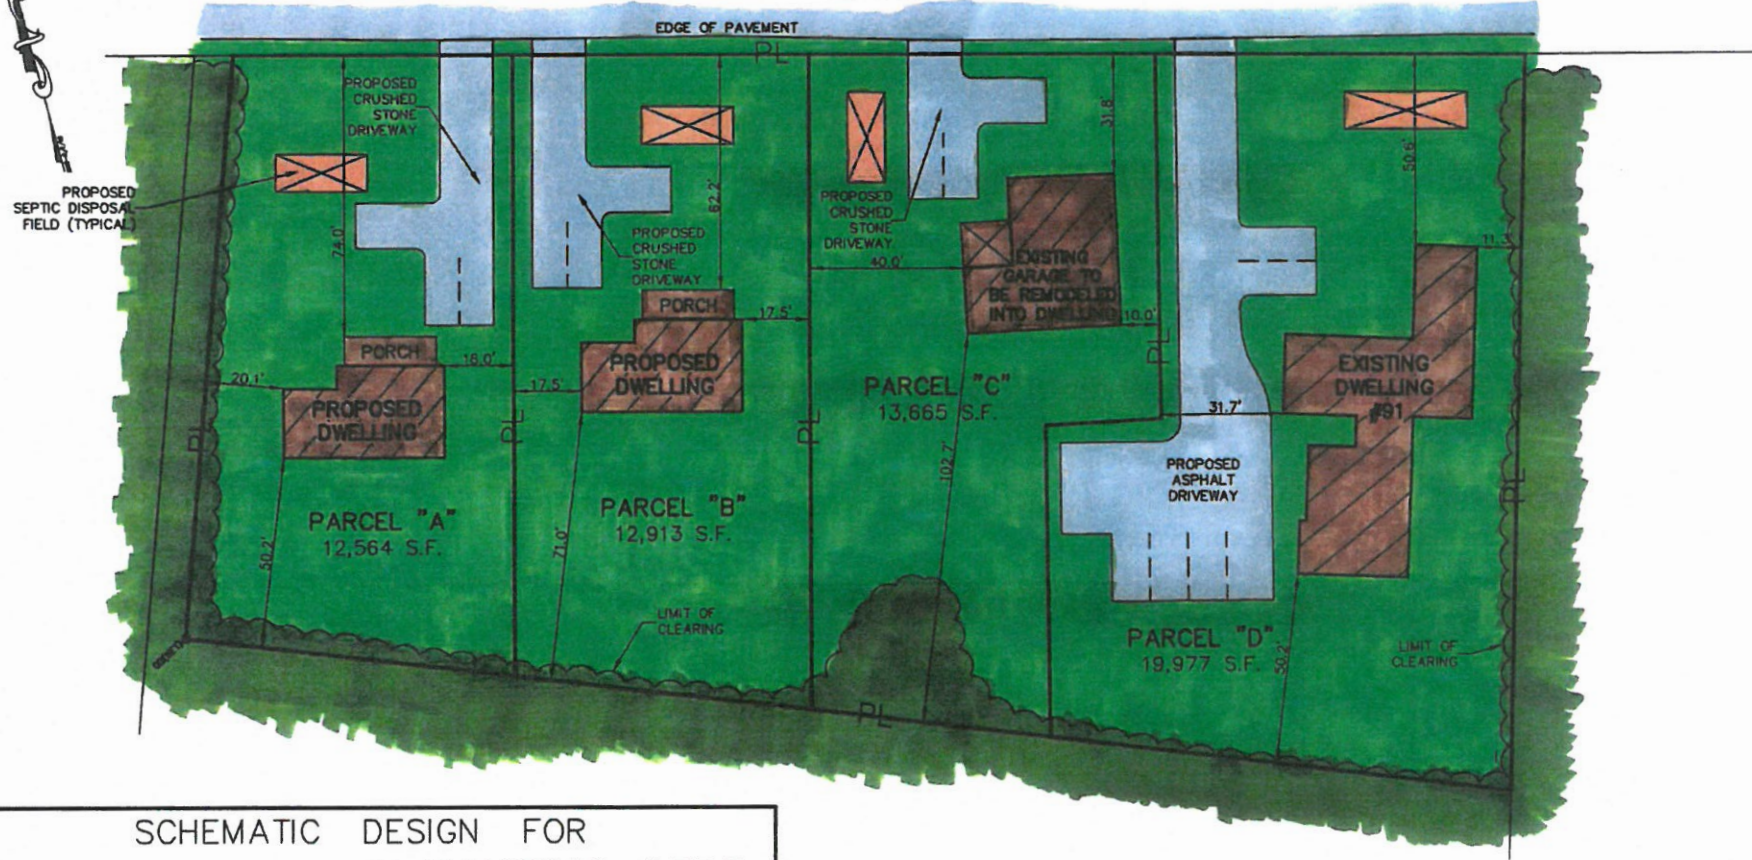 EDGE OF PAVEMENT
PL
PROPOSED
CRUSHED
STONE
DRIVEWAY
PROPOSED
SEPTIC DISPOSAL
FIELD (TYPICAL)
74.0'
62.2'
PROPOSED
CRUSHED
STONE
DRIVEWAY
PROPOSED
CRUSHED
STONE
DRIVEWAY
31.8'
50.6'
11.3'
40.0'
EXISTING
GARAGE TO
BE REMODELED
INTO DWELLING
10.0'
PL
PORCH
17.5'
PORCH
16.0'
20.1'
17.5'
PROPOSED
DWELLING
PROPOSED
DWELLING
PARCEL "C"
13,665 S.F.
EXISTING
DWELLING
#91
31.7'
PL
PL
PL
PL
102.7'
PROPOSED
ASPHALT
DRIVEWAY
PARCEL "A"
12,564 S.F.
PARCEL "B"
12,913 S.F.
50.2'
71.0'
LIMIT OF
CLEARING
PARCEL "D"
19,977 S.F.
50.2'
LIMIT OF
CLEARING
PL
SCHEMATIC DESIGN FOR